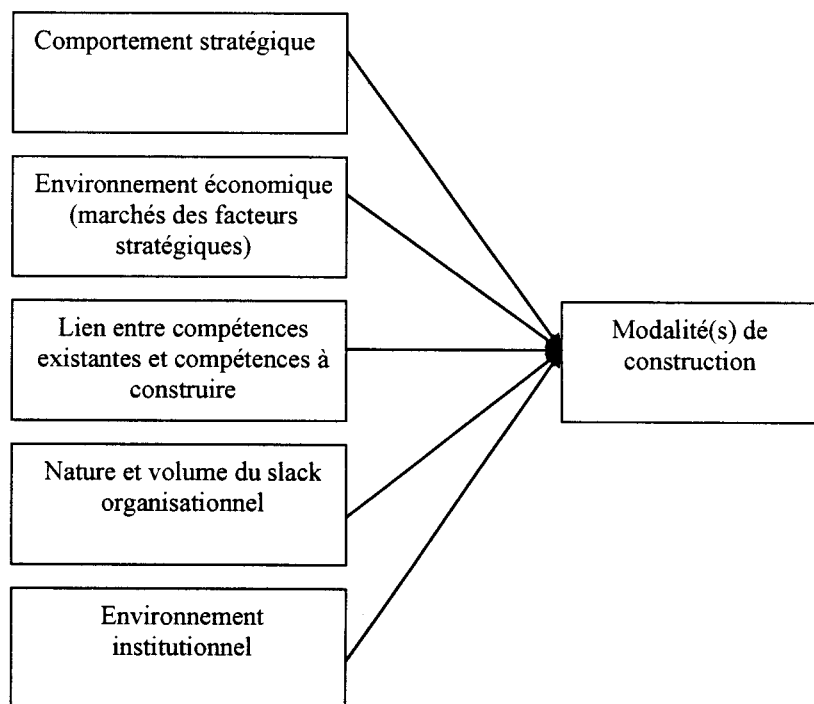 Comportement stratégique
Environnement économique
(marchés des facteurs
stratégiques)
Lien entre compétences
existantes et compétences à
construire
Modalité(s) de
construction
Nature et volume du slack
organisationnel
Environnement
institutionnel